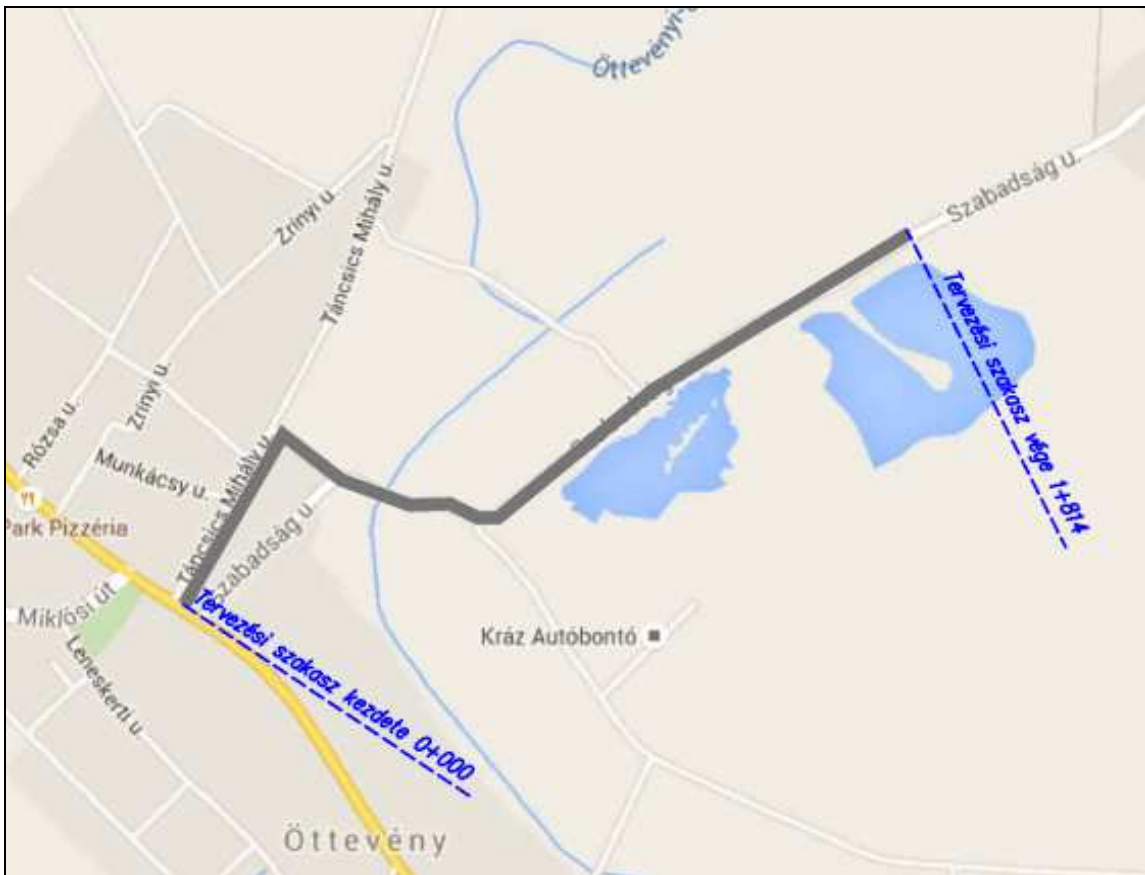 Öttevényi-
Szabadság u.
Zrínyi u.
Táncsics Mihály u.
Tervezési szakasz vége 1+814
Rózsa u.
Zrínyi u.
Munkácsy u.
Táncsics Mihály u.
Szabadság u.
Park Pizzéria
Miklósi út
Leneskerti u.
Tervezési szakasz kezdete 0+000
Kráz Autóbontó
Öttevény